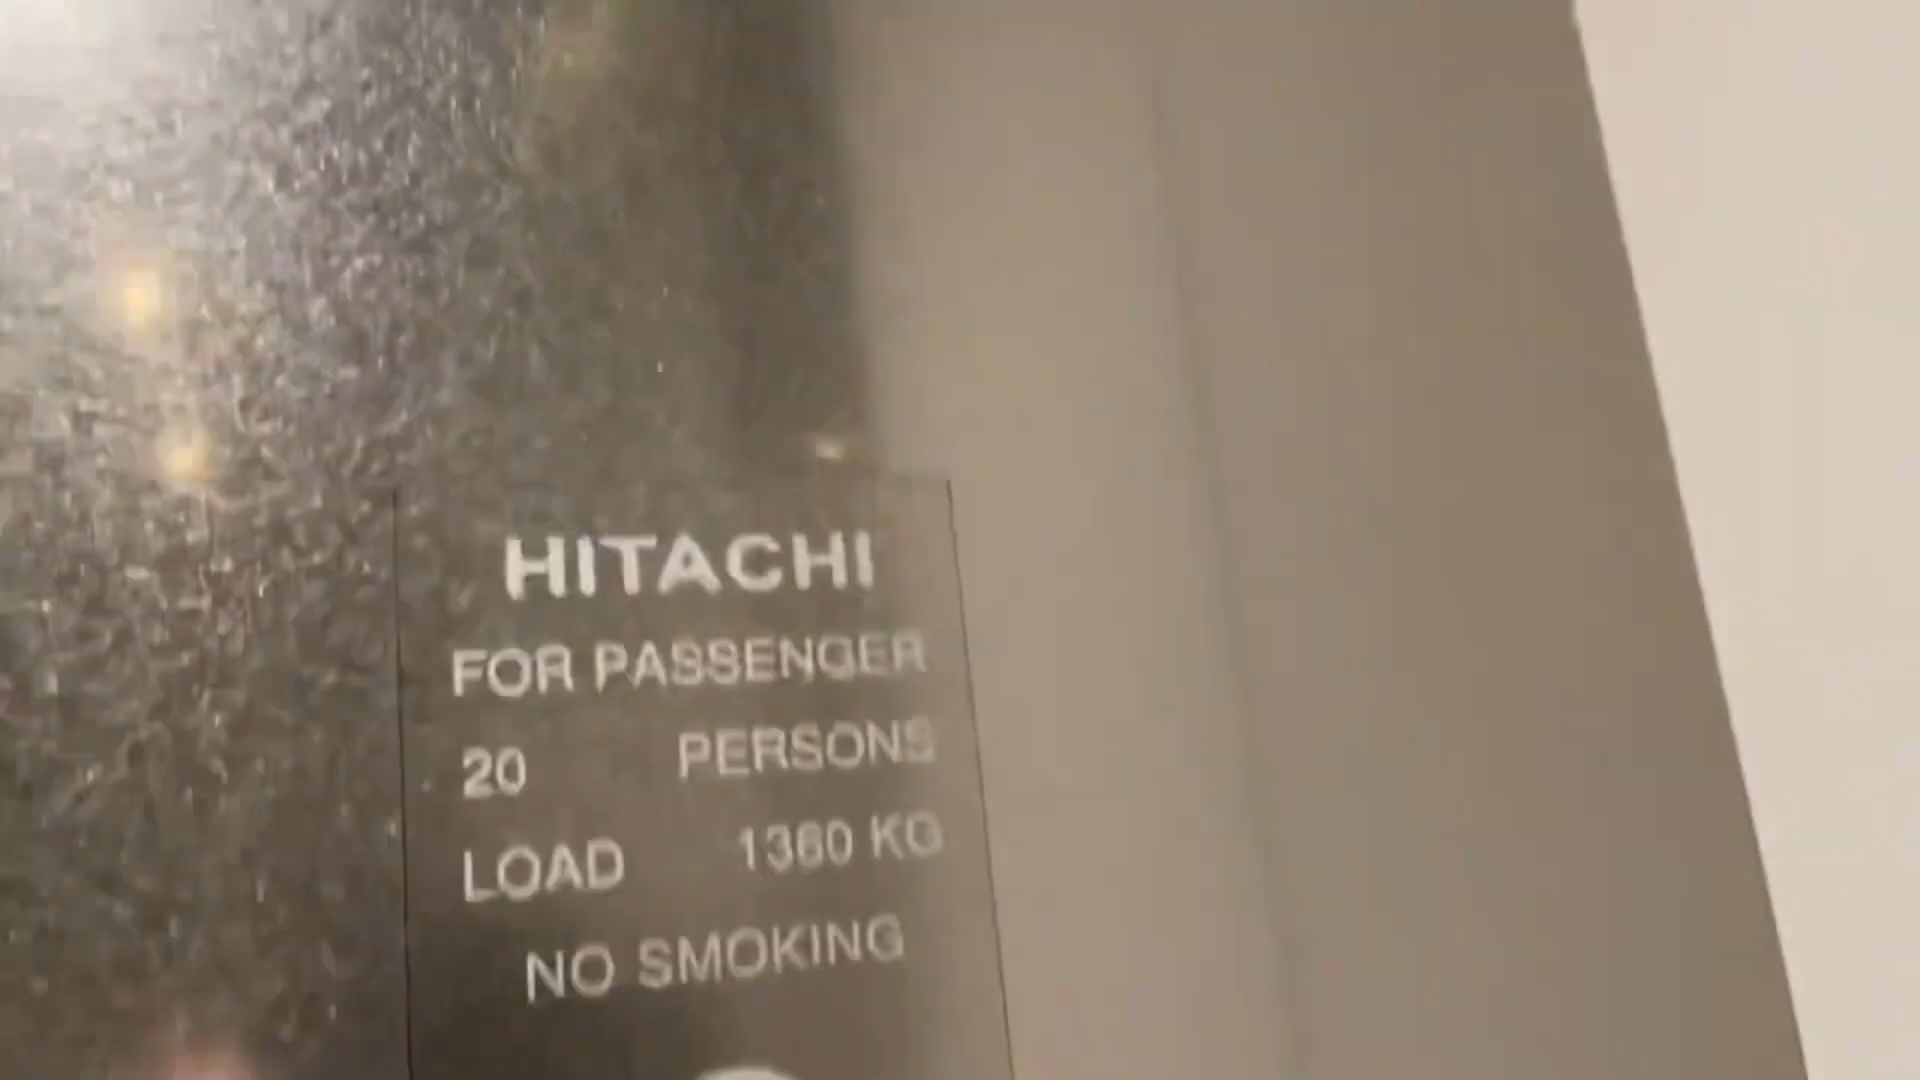 HITACHI
FOR PASSENGER
20 PERSONS
LOAD 1360 KG
NO SMOKING